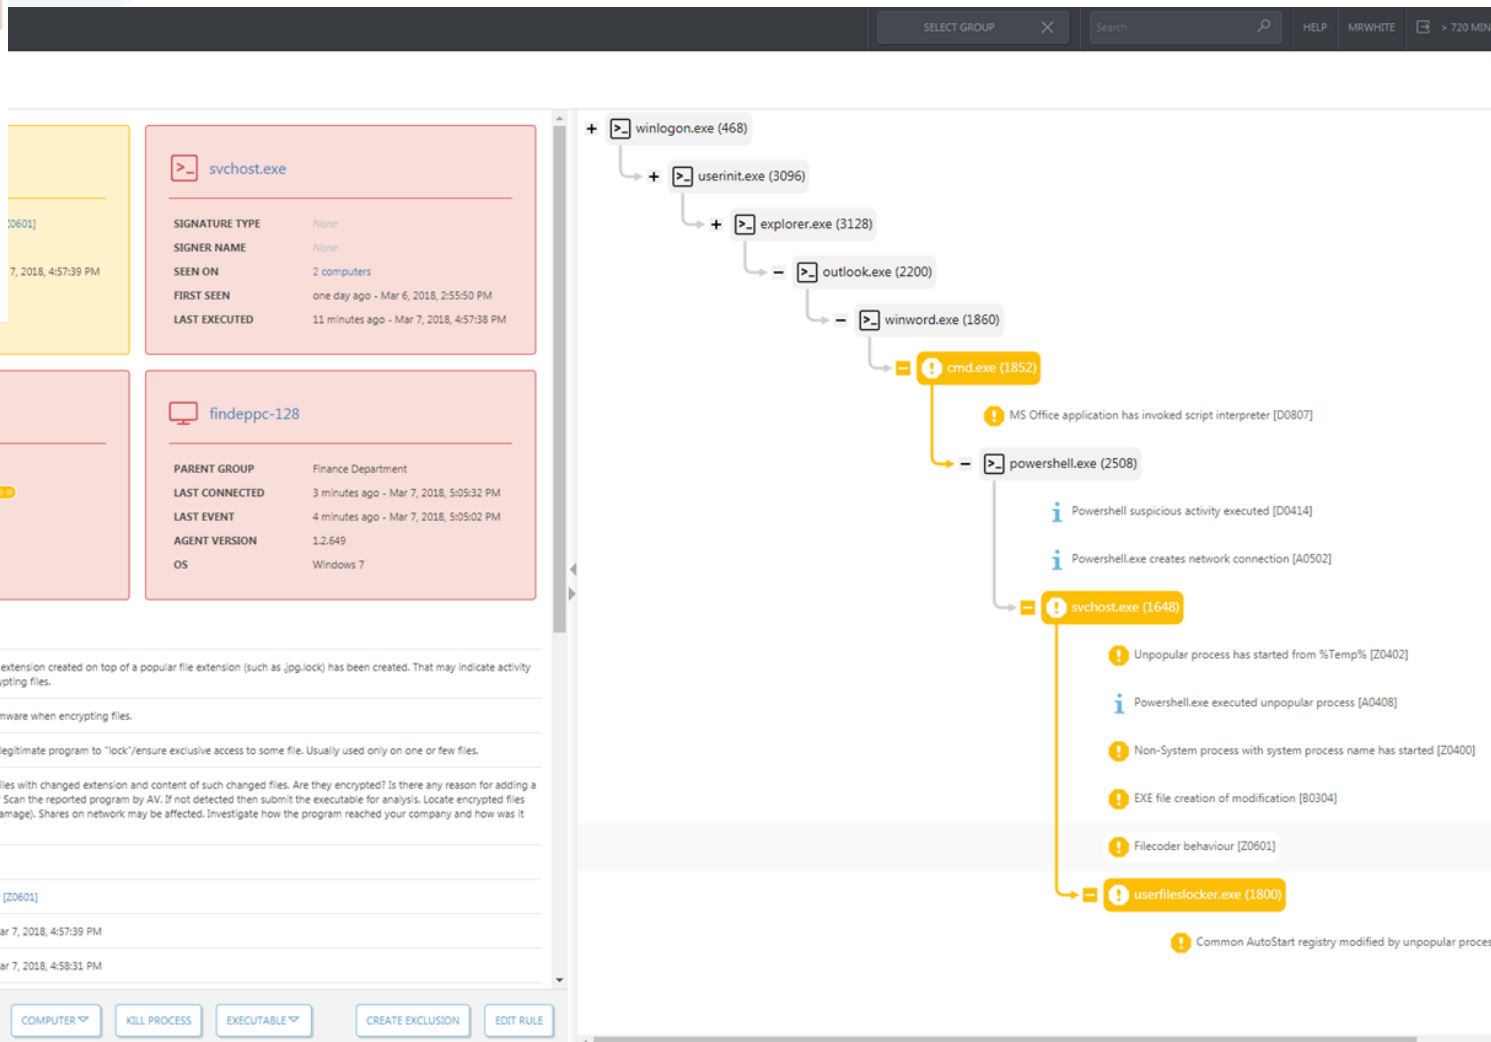 SELECT GROUP
Search
HELP
MRWHITE
> 720 MIN
Z0601]
7, 2018, 4:57:39 PM
svchost.exe
SIGNATURE TYPE None
SIGNER NAME None
SEEN ON 2 computers
FIRST SEEN one day ago - Mar 6, 2018, 2:55:50 PM
LAST EXECUTED 11 minutes ago - Mar 7, 2018, 4:57:38 PM
findeppc-128
PARENT GROUP Finance Department
LAST CONNECTED 3 minutes ago - Mar 7, 2018, 5:05:32 PM
LAST EVENT 4 minutes ago - Mar 7, 2018, 5:05:02 PM
AGENT VERSION 1.2.649
OS Windows 7
extension created on top of a popular file extension (such as .jpg.lock) has been created. That may indicate activity
ypting files.
mware when encrypting files.
legitimate program to "lock"/ensure exclusive access to some file. Usually used only on one or few files.
iles with changed extension and content of such changed files. Are they encrypted? Is there any reason for adding a
Scan the reported program by AV. If not detected then submit the executable for analysis. Locate encrypted files
amage). Shares on network may be affected. Investigate how the program reached your company and how was it
[Z0601]
ar 7, 2018, 4:57:39 PM
ar 7, 2018, 4:58:31 PM
COMPUTER
KILL PROCESS
EXECUTABLE
CREATE EXCLUSION
EDIT RULE
winlogon.exe (468)
userinit.exe (3096)
explorer.exe (3128)
outlook.exe (2200)
winword.exe (1860)
cmd.exe (1852)
MS Office application has invoked script interpreter [D0807]
powershell.exe (2508)
Powershell suspicious activity executed [D0414]
Powershell.exe creates network connection [A0502]
svchost.exe (1648)
Unpopular process has started from %Temp% [Z0402]
Powershell.exe executed unpopular process [A0408]
Non-System process with system process name has started [Z0400]
EXE file creation of modification [B0304]
Filecoder behaviour [Z0601]
userfileslocker.exe (1800)
Common AutoStart registry modified by unpopular proces